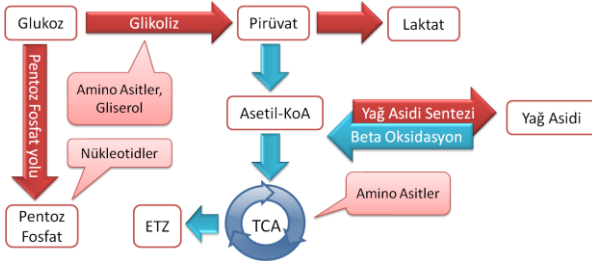 Glukoz
Glikoliz
Pirüvat
Laktat
Pentoz Fosfat yolu
Amino Asitler,
Gliserol
Asetil-KoA
Yağ Asidi Sentezi
Beta Oksidasyon
Yağ Asidi
Nükleotidler
Pentoz
Fosfat
ETZ
TCA
Amino Asitler